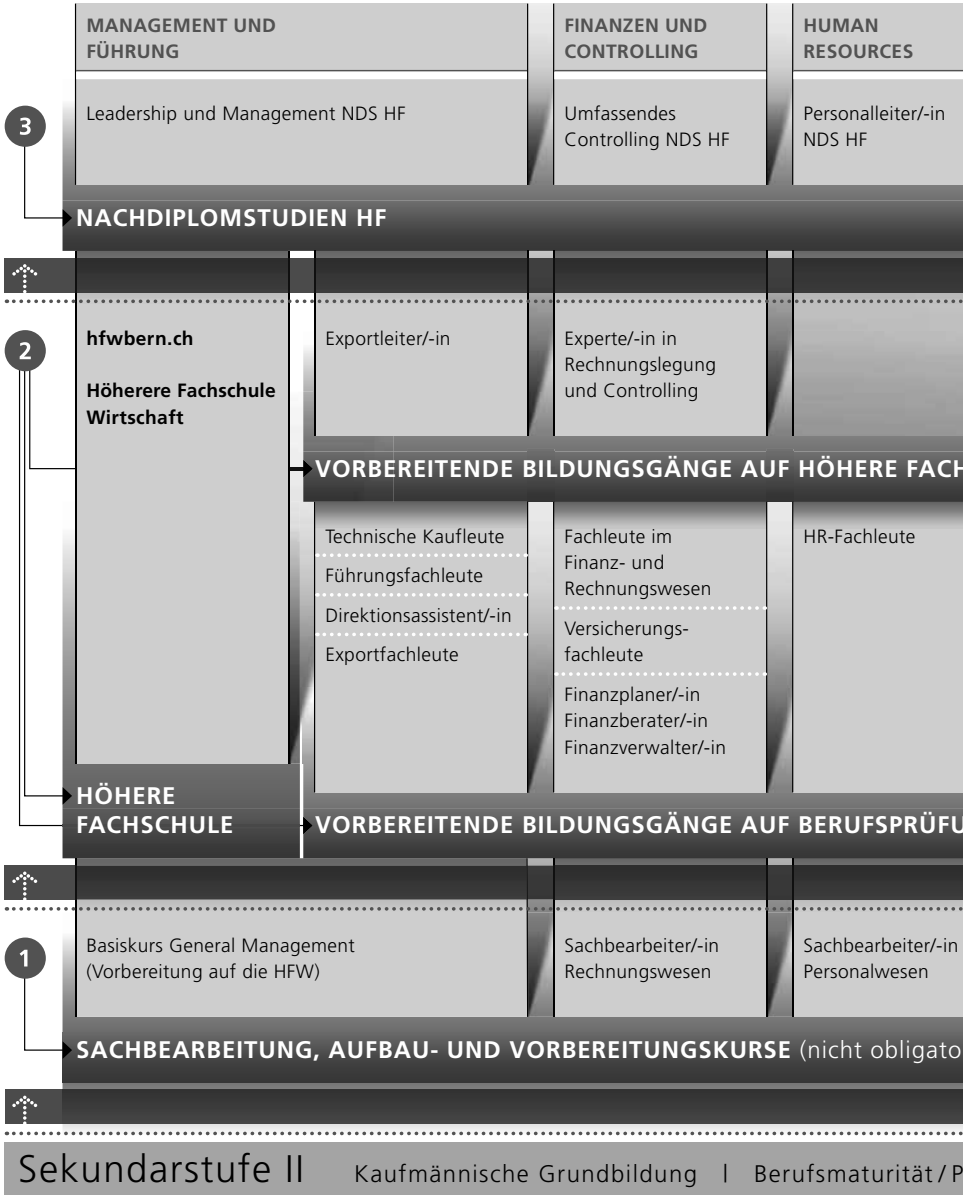 MANAGEMENT UND
FÜHRUNG
FINANZEN UND
CONTROLLING
HUMAN
RESOURCES
3
Leadership und Management NDS HF
Umfassendes
Controlling NDS HF
Personalleiter/-in
NDS HF
NACHDIPLOMSTUDIEN HF
2
hfwbern.ch
Höherere Fachschule
Wirtschaft
Exportleiter/-in
Experte/-in in
Rechnungslegung
und Controlling
VORBEREITENDE BILDUNGSGÄNGE AUF HÖHERE FACH
Technische Kaufleute
Führungsfachleute
Direktionsassistent/-in
Exportfachleute
Fachleute im
Finanz- und
Rechnungswesen
Versicherungs-
fachleute
Finanzplaner/-in
Finanzberater/-in
Finanzverwalter/-in
HR-Fachleute
HÖHERE
FACHSCHULE
VORBEREITENDE BILDUNGSGÄNGE AUF BERUFSPRÜFU
1
Basiskurs General Management
(Vorbereitung auf die HFW)
Sachbearbeiter/-in
Rechnungswesen
Sachbearbeiter/-in
Personalwesen
SACHBEARBEITUNG, AUFBAU- UND VORBEREITUNGSKURSE (nicht obligato
Sekundarstufe II Kaufmännische Grundbildung | Berufsmaturität/P